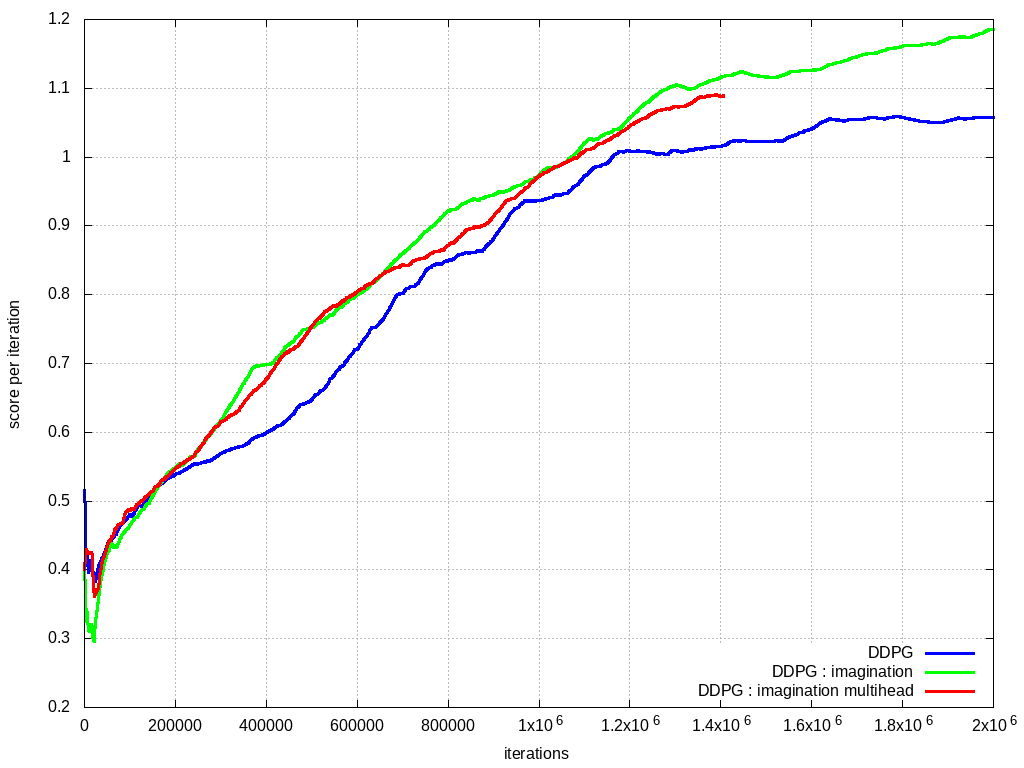 1.2
1.1
1
0.9
0.8
0.7
0.6
0.5
0.4
0.3
0.2
score per iteration
DDPG
DDPG : imagination
DDPG : imagination multihead
0 200000 400000 600000 800000 1x10^6 1.2x10^6 1.4x10^6 1.6x10^6 1.8x10^6 2x10^6
iterations